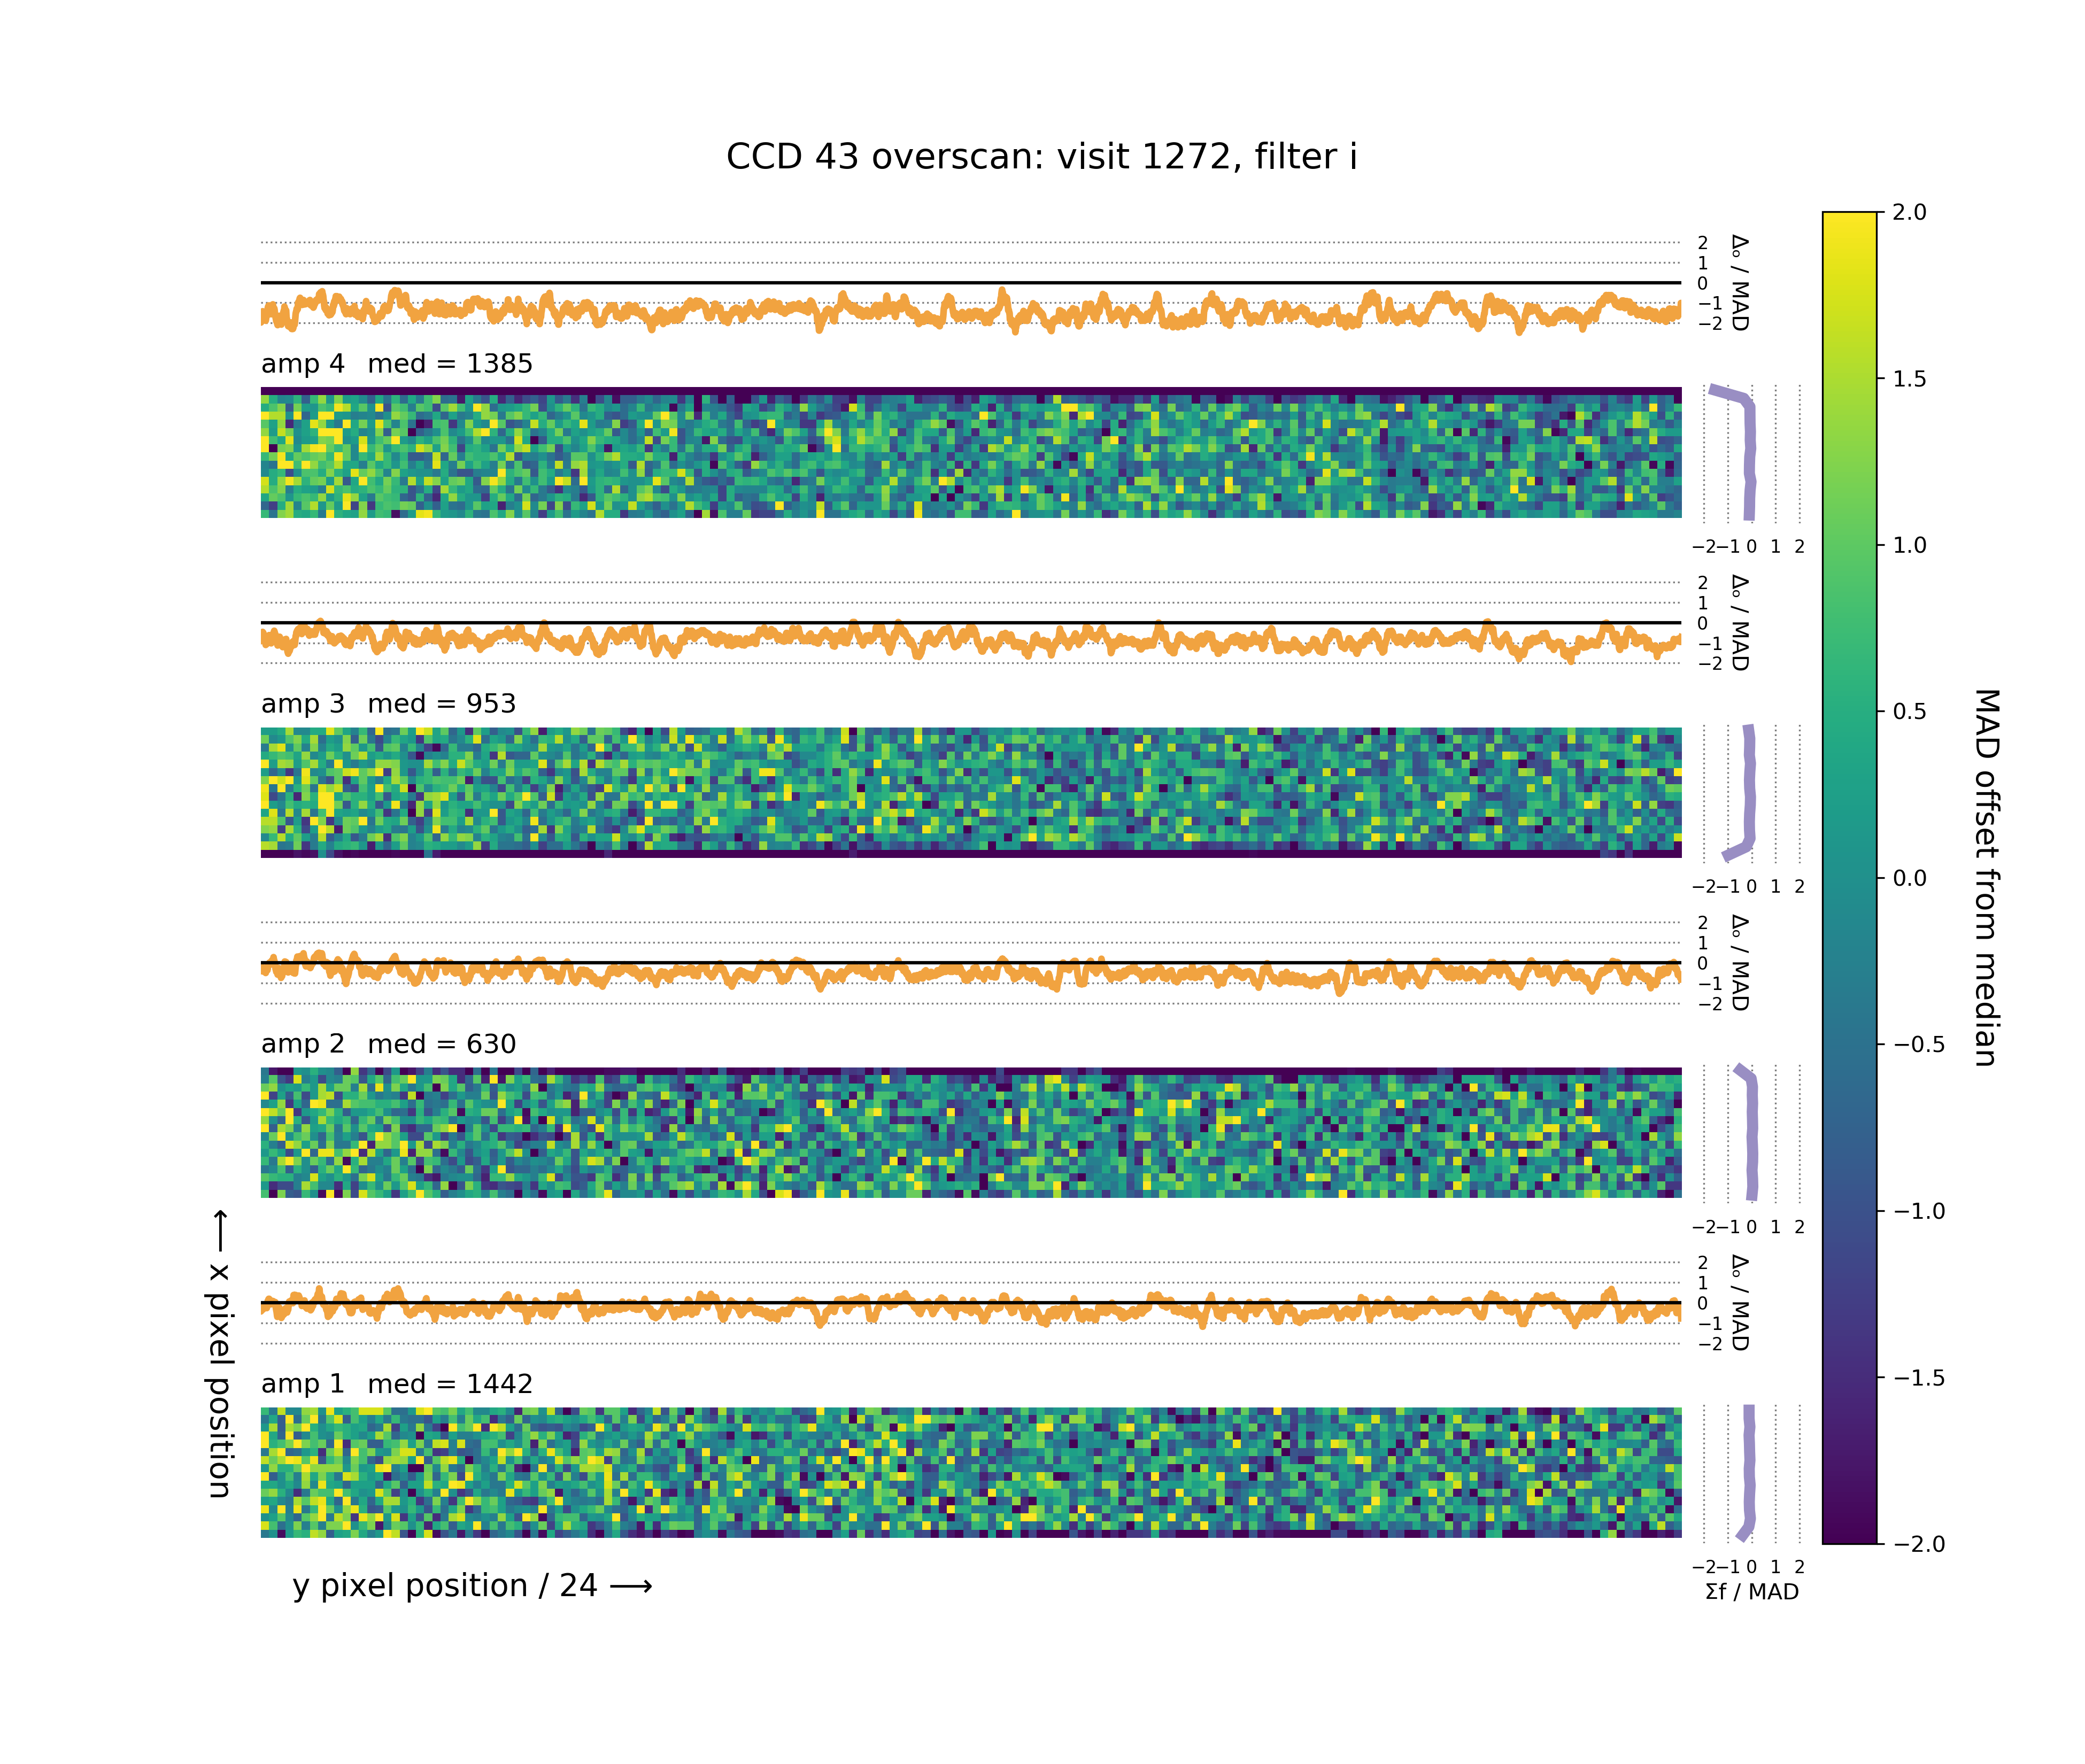 CCD 43 overscan: visit 1272, filter i
2
1
0
−1
−2
Δₒ / MAD
amp 4 med = 1385
−2 −1 0 1 2
2
1
0
−1
−2
Δₒ / MAD
amp 3 med = 953
−2 −1 0 1 2
2
1
0
−1
−2
Δₒ / MAD
amp 2 med = 630
−2 −1 0 1 2
2
1
0
−1
−2
Δₒ / MAD
amp 1 med = 1442
−2 −1 0 1 2
Σf / MAD
⟵ x pixel position
y pixel position / 24 ⟶
2.0
1.5
1.0
0.5
0.0
−0.5
−1.0
−1.5
−2.0
MAD offset from median